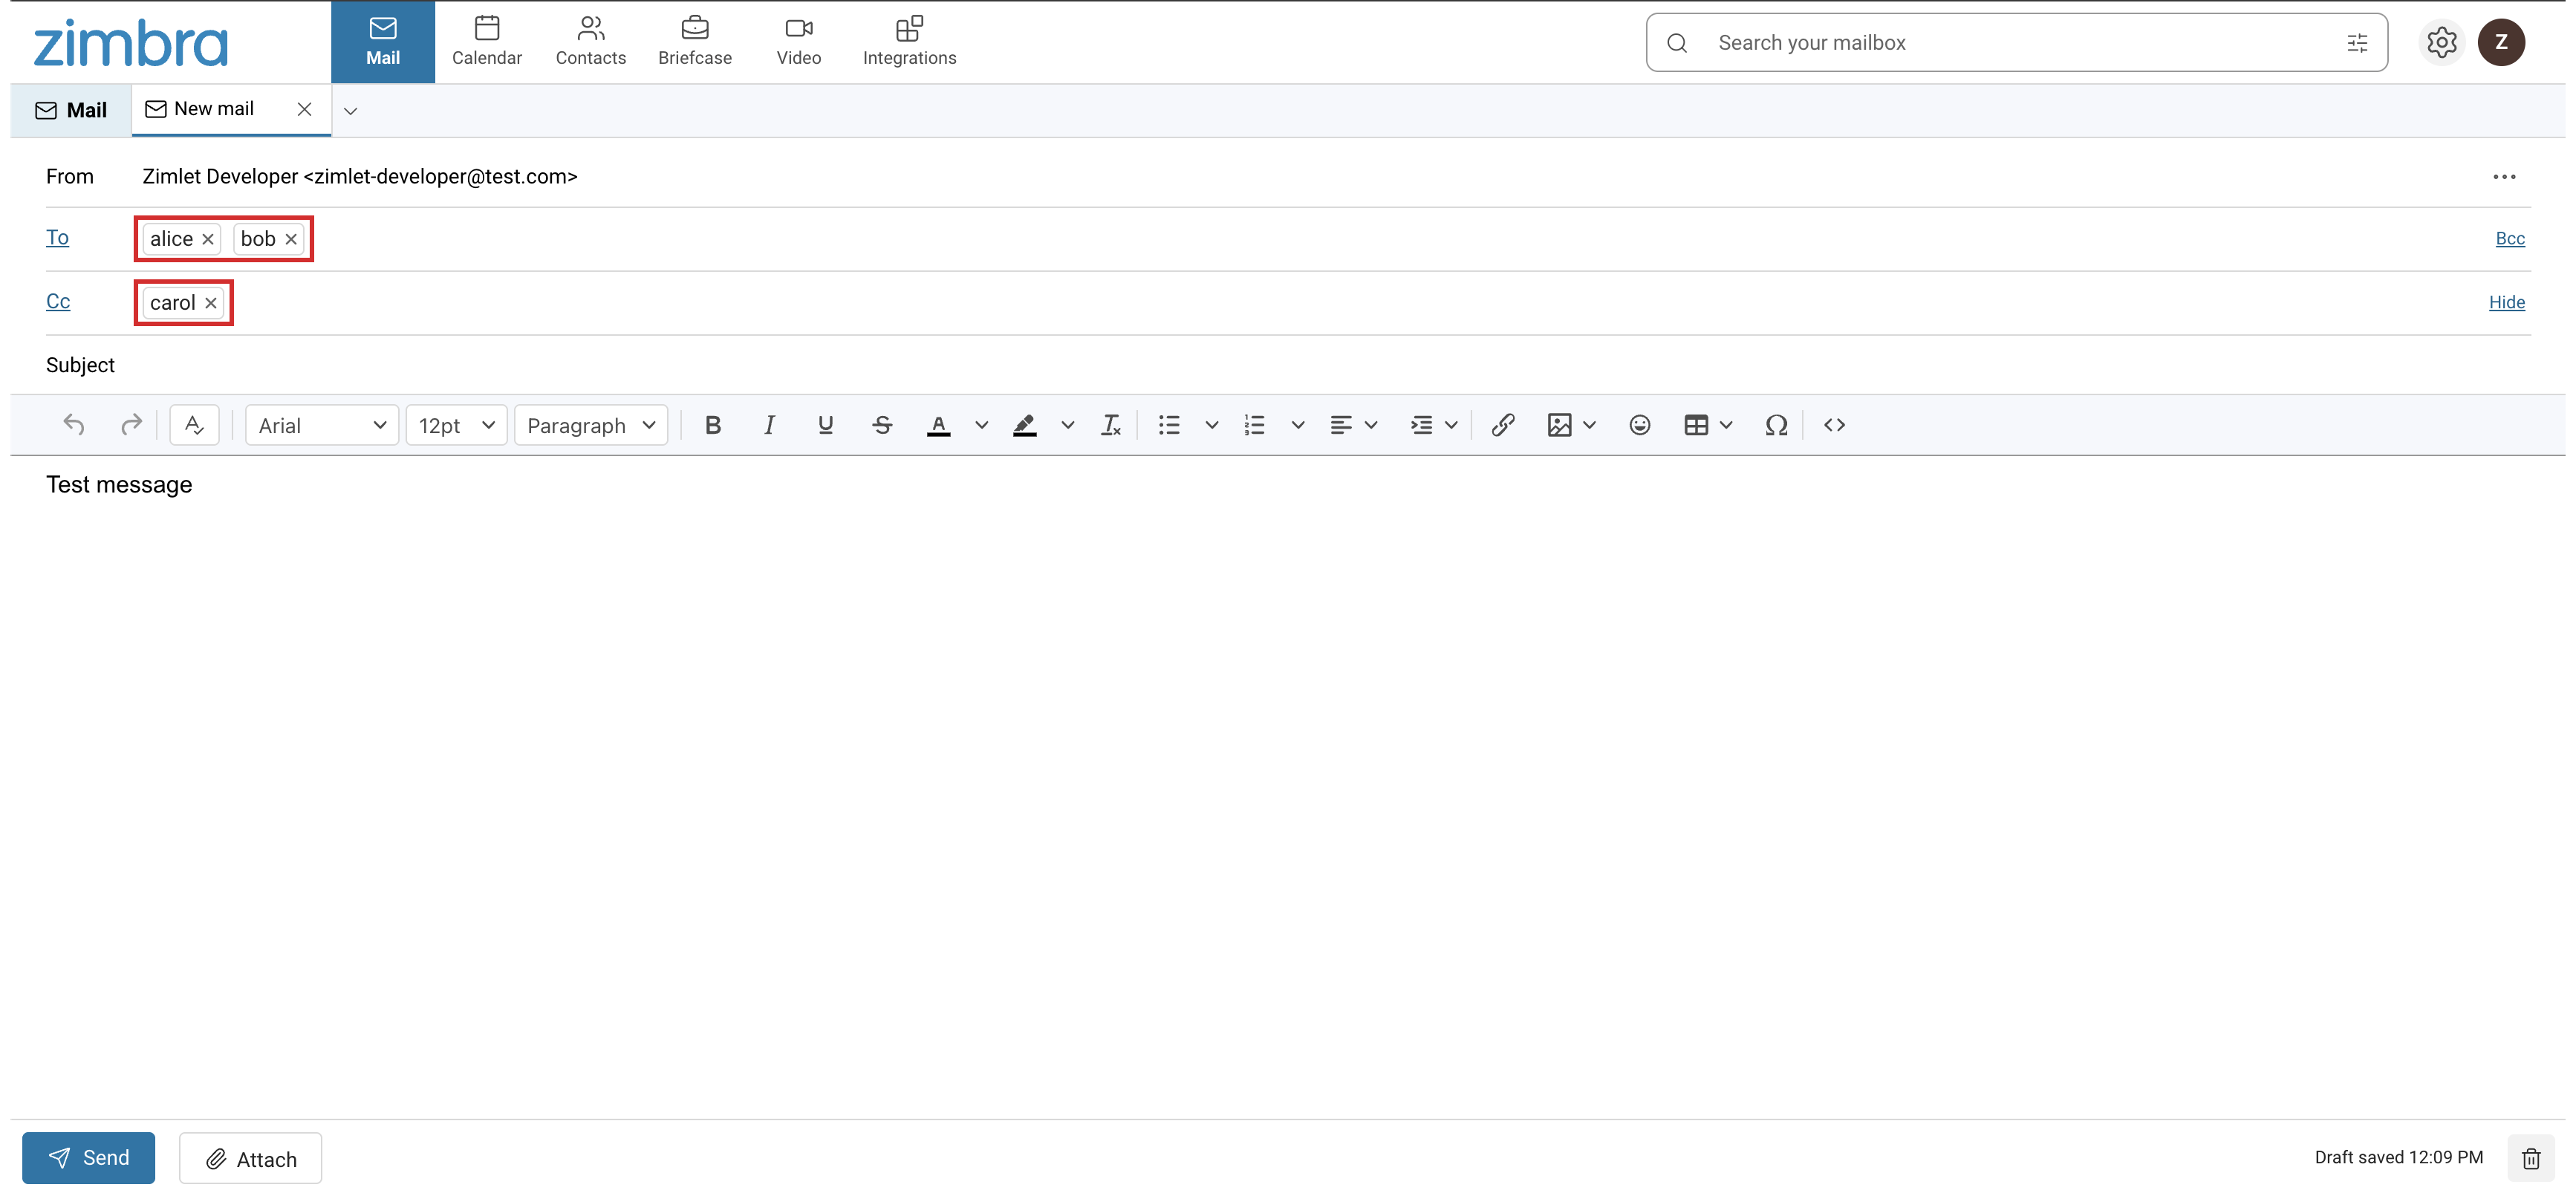 zimbra
Mail
Calendar
Contacts
Briefcase
Video
Integrations
Search your mailbox
Z
Mail
New mail
From Zimlet Developer <zimlet-developer@test.com>
To alice bob Bcc
Cc carol Hide
Subject
Arial 12pt Paragraph B I U S A
Test message
Send Attach Draft saved 12:09 PM